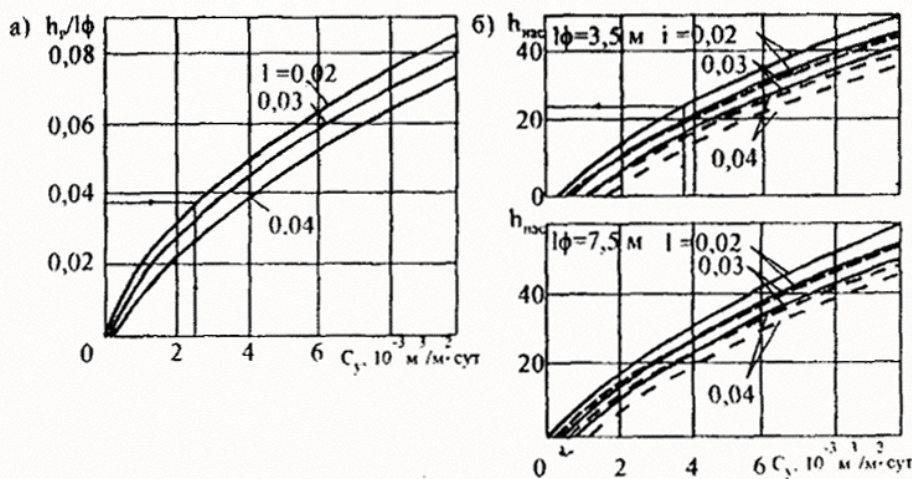 а) hр/lф
0,08
0,06
0,04
0,02
0
l = 0.02
0,03
0.04
2 4 6
Cу, 10⁻³ м³/м² сут
б) hнас
lф=3,5 м i = 0,02
0,03
0,04
40
20
0
hнас
lф=7,5 м l = 0,02
0,03
0,04
40
20
0 2 4 6
Cу, 10⁻³ м³/м² сут